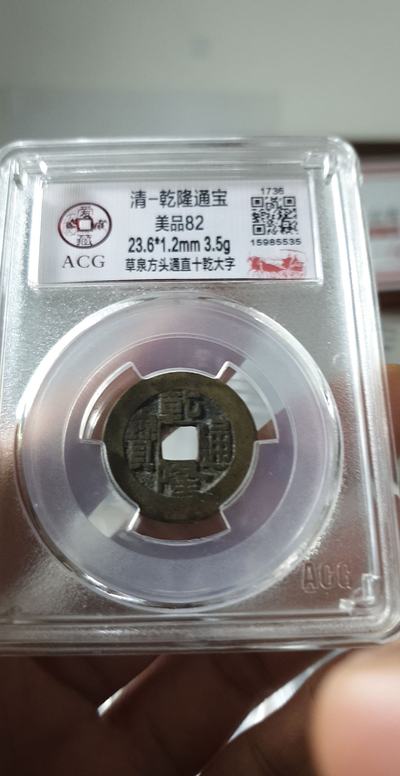 清-乾隆通宝
美品82
23.6*1.2mm 3.5g
草泉方头通直十乾大字
1736
15985535
爱藏
ACG
乾隆通寶
ACG